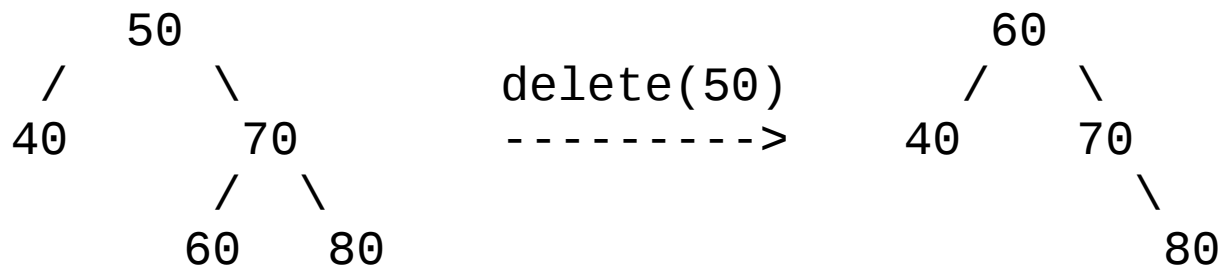 50 60
/ \ delete(50) / \
40 70 ---------> 40 70
/ \ \
60 80 80